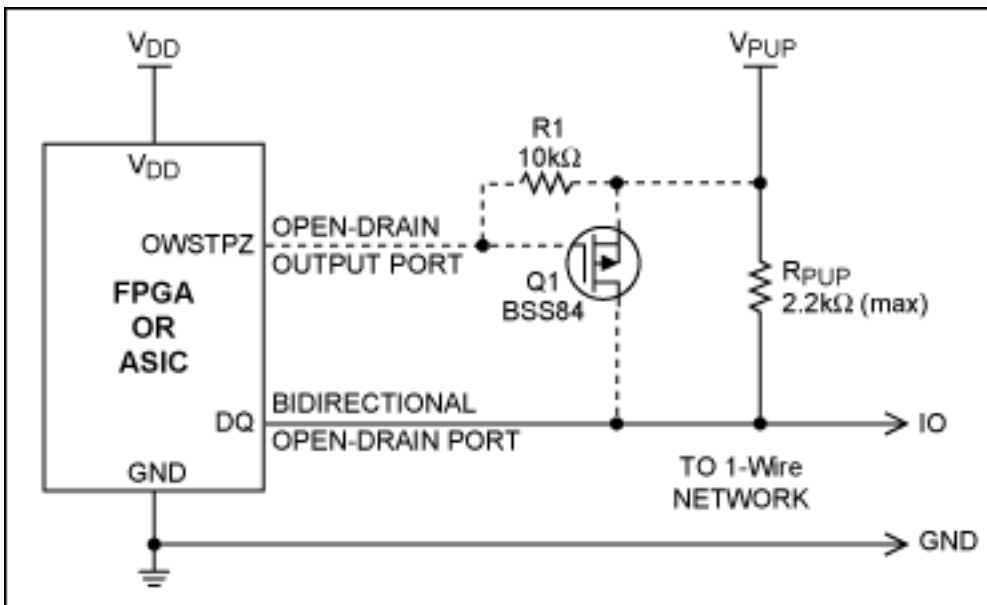 VDD
VPUP
R1
10kΩ
VDD
OWSTPZ
OPEN-DRAIN
OUTPUT PORT
FPGA
OR
ASIC
Q1
BSS84
RPUP
2.2kΩ (max)
DQ
BIDIRECTIONAL
OPEN-DRAIN PORT
IO
GND
TO 1-Wire
NETWORK
GND